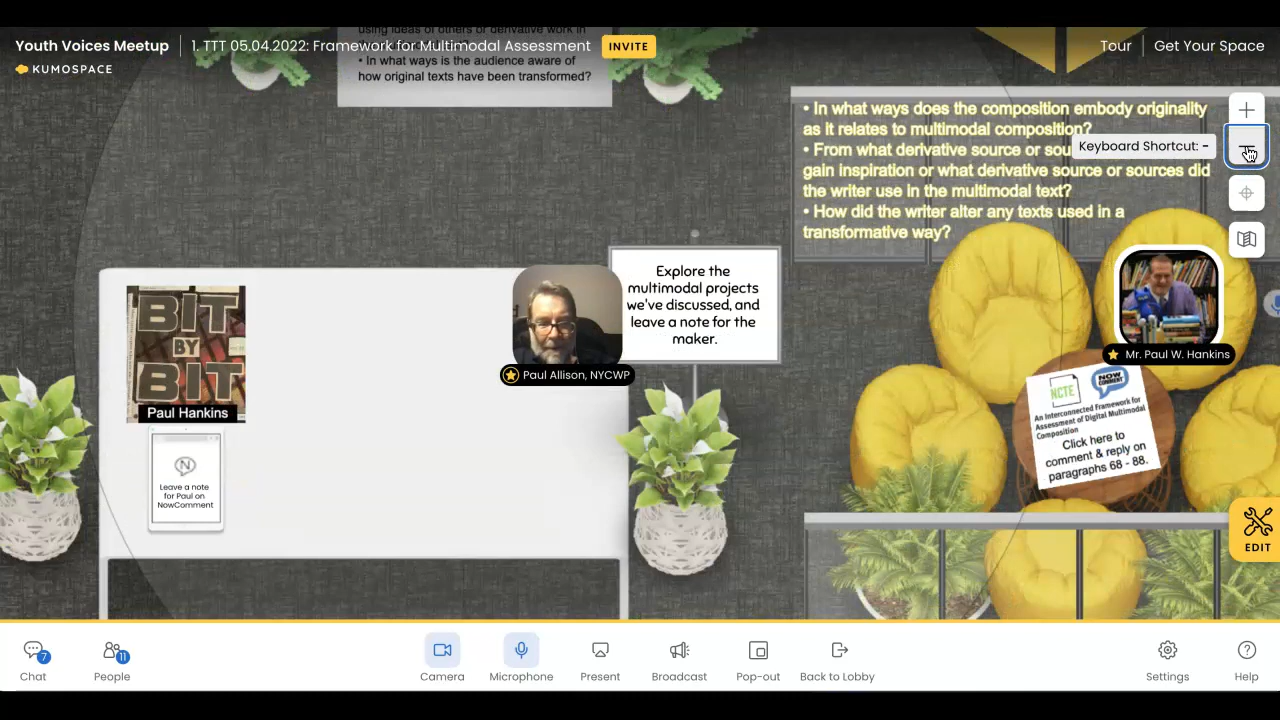 using ideas of others or derivative work in
Youth Voices Meetup
1. TTT 05.04.2022: Framework for Multimodal Assessment
INVITE
Tour
Get Your Space
KUMOSPACE
• In what ways is the audience aware of
how original texts have been transformed?
• In what ways does the composition embody originality
as it relates to multimodal composition?
• From what derivative source or sou
gain inspiration or what derivative source or sources did
the writer use in the multimodal text?
• How did the writer alter any texts used in a
transformative way?
Keyboard Shortcut: -
Explore the
multimodal projects
we've discussed, and
leave a note for the
maker.
BIT
BY
BIT
Paul Hankins
Leave a note
for Paul on
NowComment
Paul Allison, NYCWP
Mr. Paul W. Hankins
NCTE
NOW
COMMENT
An Interconnected Framework for
Assessment of Digital Multimodal
Composition
Click here to
comment & reply on
paragraphs 68 - 88.
EDIT
7
11
Chat
People
Camera
Microphone
Present
Broadcast
Pop-out
Back to Lobby
Settings
Help